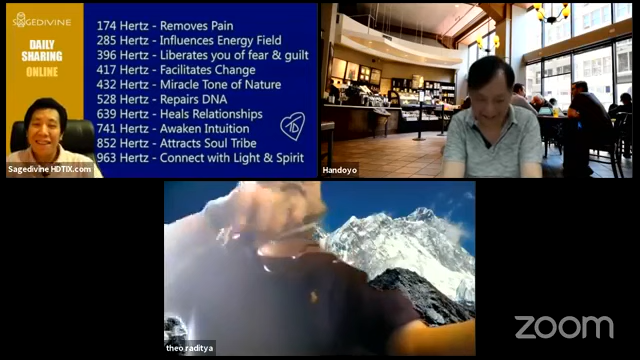 SAGEDIVINE
DAILY
SHARING
ONLINE
174 Hertz - Removes Pain
285 Hertz - Influences Energy Field
396 Hertz - Liberates you of fear & guilt
417 Hertz - Facilitates Change
432 Hertz - Miracle Tone of Nature
528 Hertz - Repairs DNA
639 Hertz - Heals Relationships
741 Hertz - Awaken Intuition
852 Hertz - Attracts Soul Tribe
963 Hertz - Connect with Light & Spirit
Sagedivine HDTIX.com
Handoyo
theo raditya
zoom